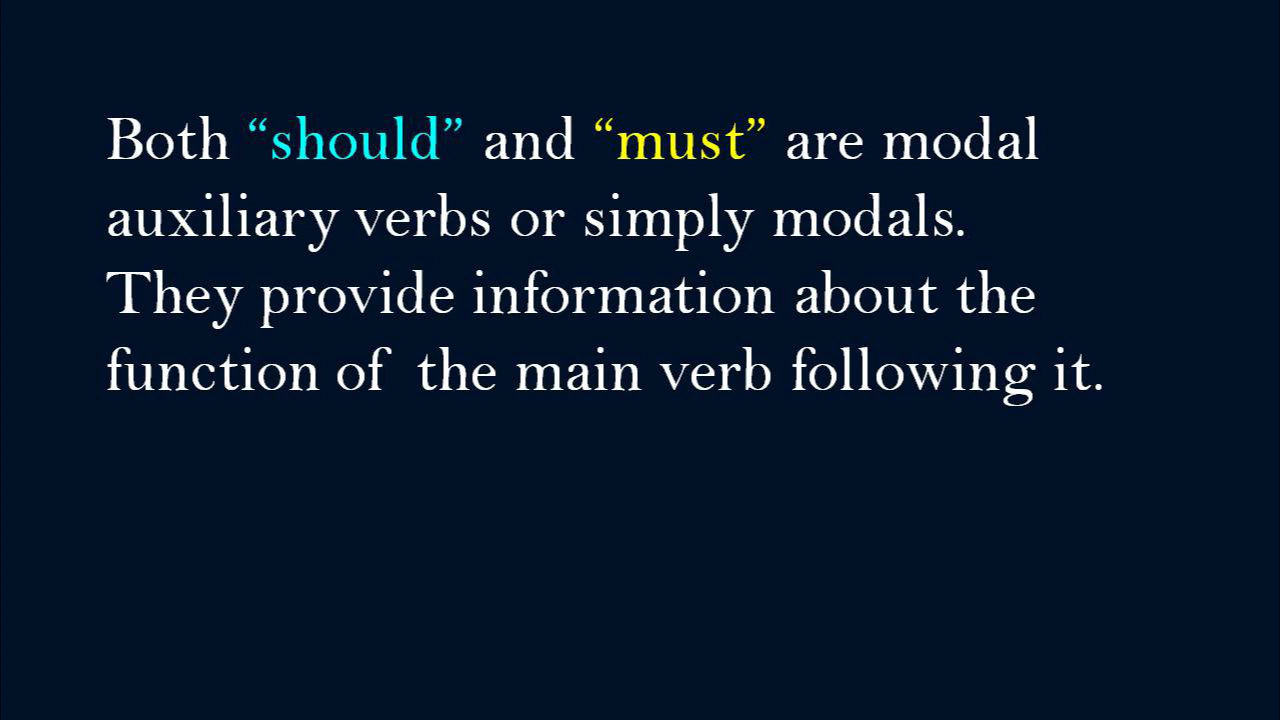 Both “should” and “must” are modal
auxiliary verbs or simply modals.
They provide information about the
function of  the main verb following it.